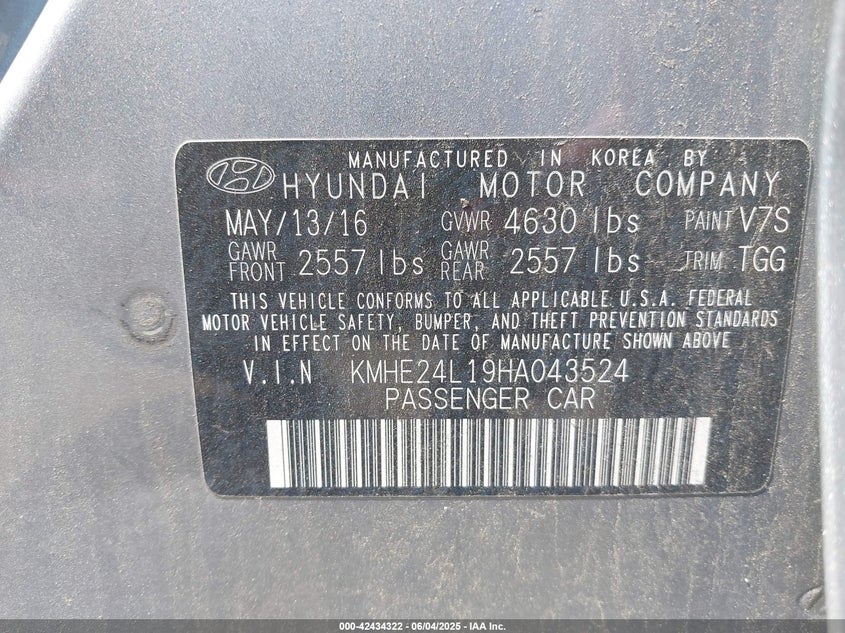 MANUFACTURED IN KOREA BY
HYUNDAI MOTOR COMPANY
MAY/13/16 GVWR 4630 lbs PAINT V7S
GAWR FRONT 2557 lbs GAWR REAR 2557 lbs TRIM TGG
THIS VEHICLE CONFORMS TO ALL APPLICABLE U.S.A. FEDERAL
MOTOR VEHICLE SAFETY, BUMPER, AND THEFT PREVENTION STANDARDS
IN EFFECT ON THE DATE OF MANUFACTURE SHOWN ABOVE
V.I.N KMHE24L19HA043524
PASSENGER CAR
000-42434322 - 06/04/2025 - IAA Inc.